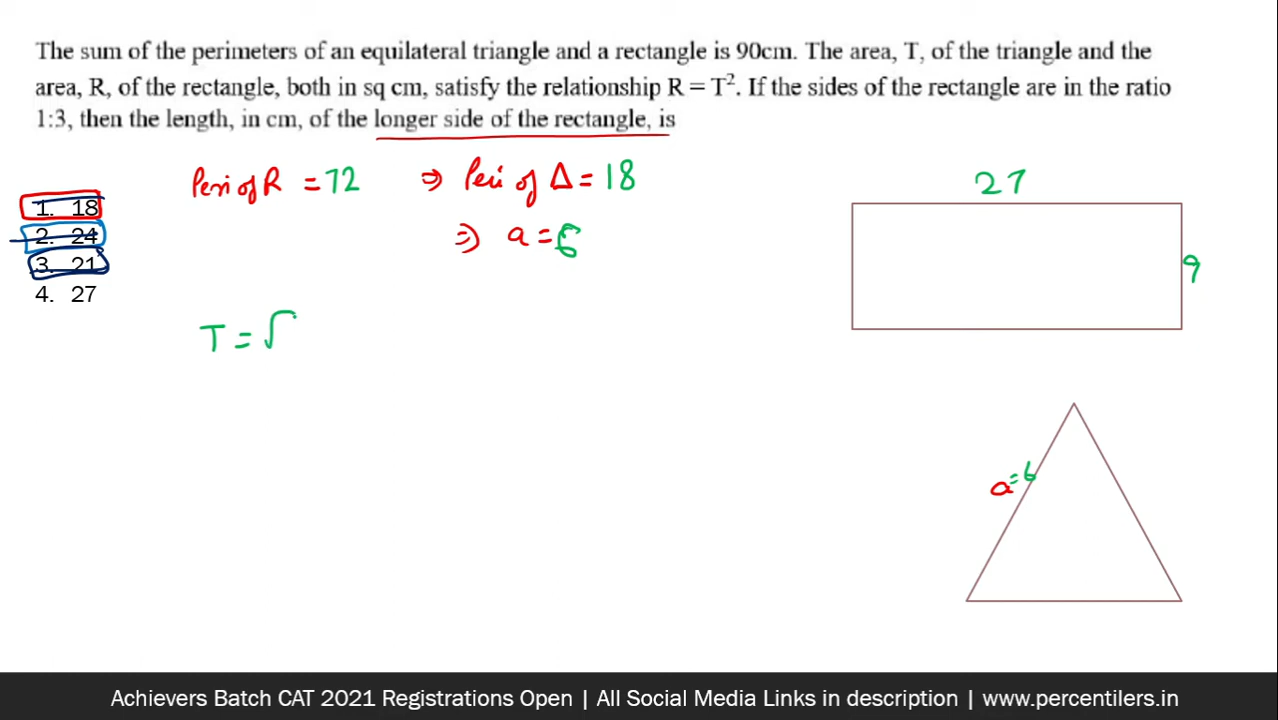 The sum of the perimeters of an equilateral triangle and a rectangle is 90cm. The area, T, of the triangle and the
area, R, of the rectangle, both in sq cm, satisfy the relationship R = T². If the sides of the rectangle are in the ratio
1:3, then the length, in cm, of the longer side of the rectangle, is
Peri of R = 72 ⇒ Peri of Δ = 18
⇒ a = 6
1. 18
2. 24
3. 21
4. 27
T = √
27
9
a = 6
Achievers Batch CAT 2021 Registrations Open | All Social Media Links in description | www.percentilers.in